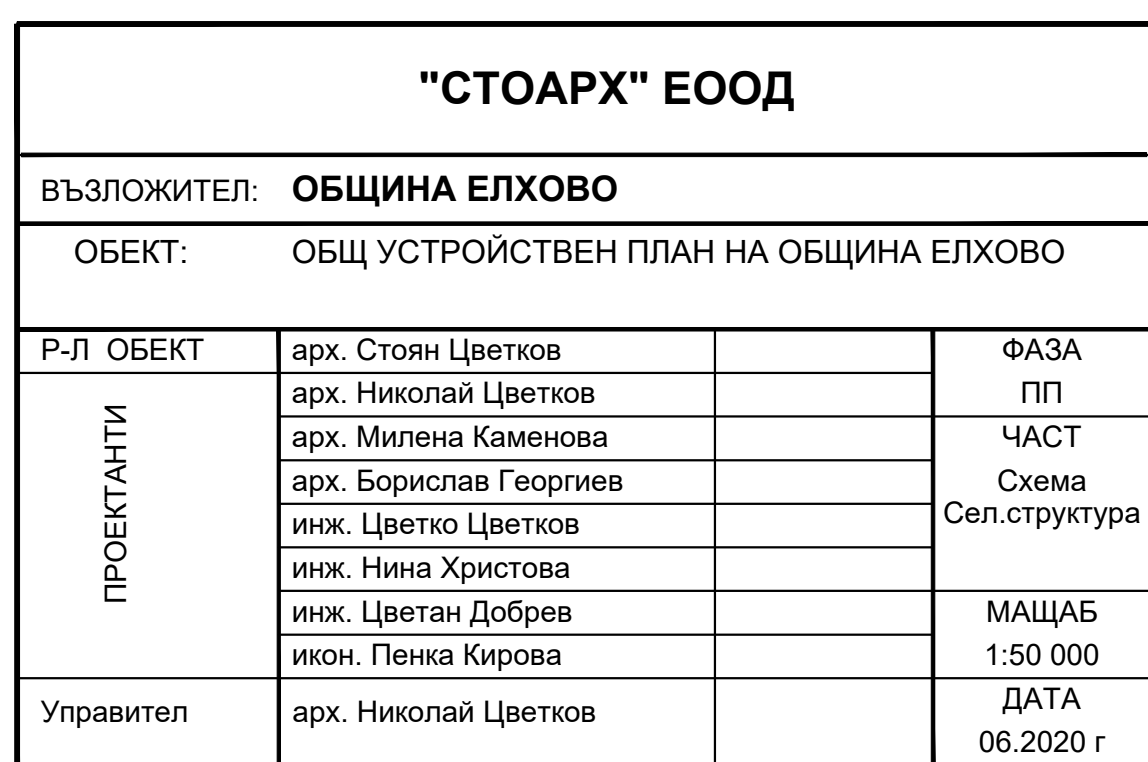 "СТОАРХ" ЕООД
ВЪЗЛОЖИТЕЛ: ОБЩИНА ЕЛХОВО
ОБЕКТ: ОБЩ УСТРОЙСТВЕН ПЛАН НА ОБЩИНА ЕЛХОВО
Р-Л ОБЕКТ арх. Стоян Цветков ФАЗА
ПРОЕКТАНТИ
арх. Николай Цветков ПП
арх. Милена Каменова ЧАСТ
арх. Борислав Георгиев Схема
инж. Цветко Цветков Сел.структура
инж. Нина Христова
инж. Цветан Добрев МАЩАБ
икон. Пенка Кирова 1:50 000
Управител арх. Николай Цветков ДАТА
06.2020 г